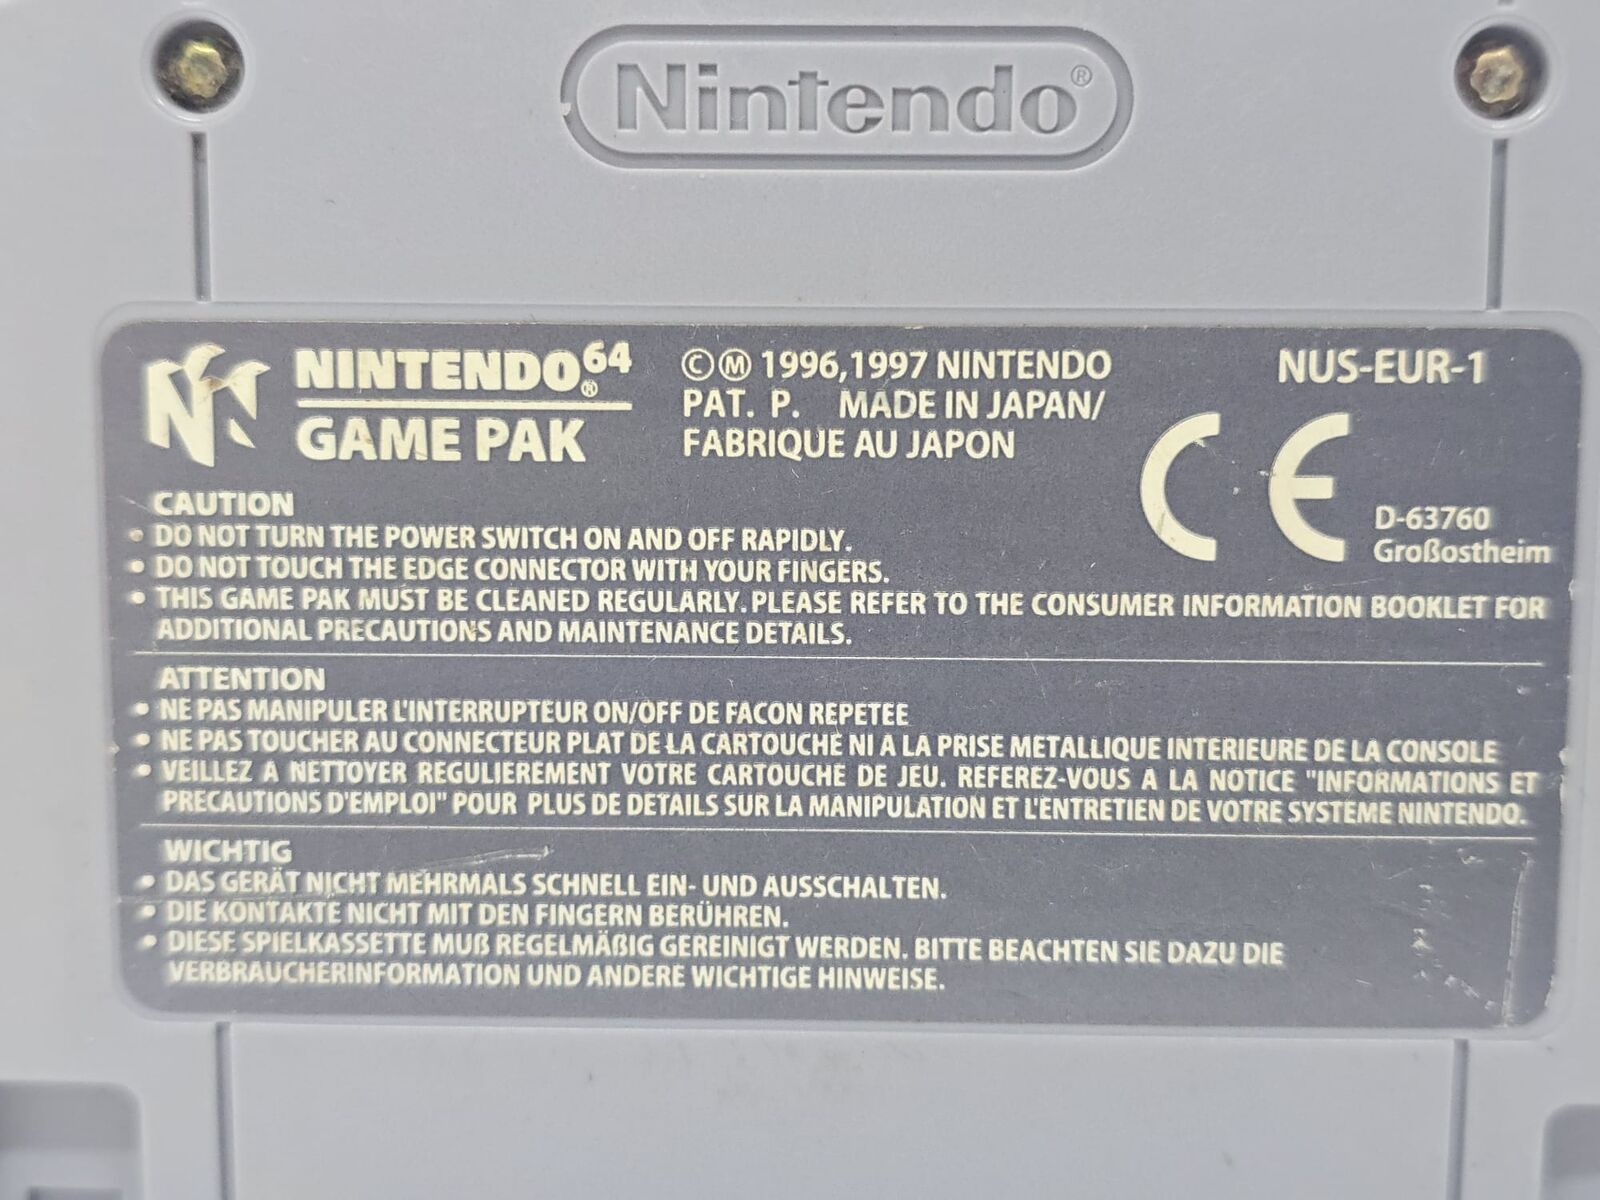 Nintendo®
NINTENDO 64®
GAME PAK
©Ⓜ 1996,1997 NINTENDO
PAT. P. MADE IN JAPAN/
FABRIQUE AU JAPON
NUS-EUR-1
CE
D-63760
Großostheim
CAUTION
• DO NOT TURN THE POWER SWITCH ON AND OFF RAPIDLY.
• DO NOT TOUCH THE EDGE CONNECTOR WITH YOUR FINGERS.
• THIS GAME PAK MUST BE CLEANED REGULARLY. PLEASE REFER TO THE CONSUMER INFORMATION BOOKLET FOR
ADDITIONAL PRECAUTIONS AND MAINTENANCE DETAILS.
ATTENTION
• NE PAS MANIPULER L'INTERRUPTEUR ON/OFF DE FACON REPETEE
• NE PAS TOUCHER AU CONNECTEUR PLAT DE LA CARTOUCHE NI A LA PRISE METALLIQUE INTERIEURE DE LA CONSOLE
• VEILLEZ A NETTOYER REGULIEREMENT VOTRE CARTOUCHE DE JEU. REFEREZ-VOUS A LA NOTICE "INFORMATIONS ET
PRECAUTIONS D'EMPLOI" POUR PLUS DE DETAILS SUR LA MANIPULATION ET L'ENTRETIEN DE VOTRE SYSTEME NINTENDO.
WICHTIG
• DAS GERÄT NICHT MEHRMALS SCHNELL EIN- UND AUSSCHALTEN.
• DIE KONTAKTE NICHT MIT DEN FINGERN BERÜHREN.
• DIESE SPIELKASSETTE MUß REGELMÄßIG GEREINIGT WERDEN. BITTE BEACHTEN SIE DAZU DIE
VERBRAUCHERINFORMATION UND ANDERE WICHTIGE HINWEISE.